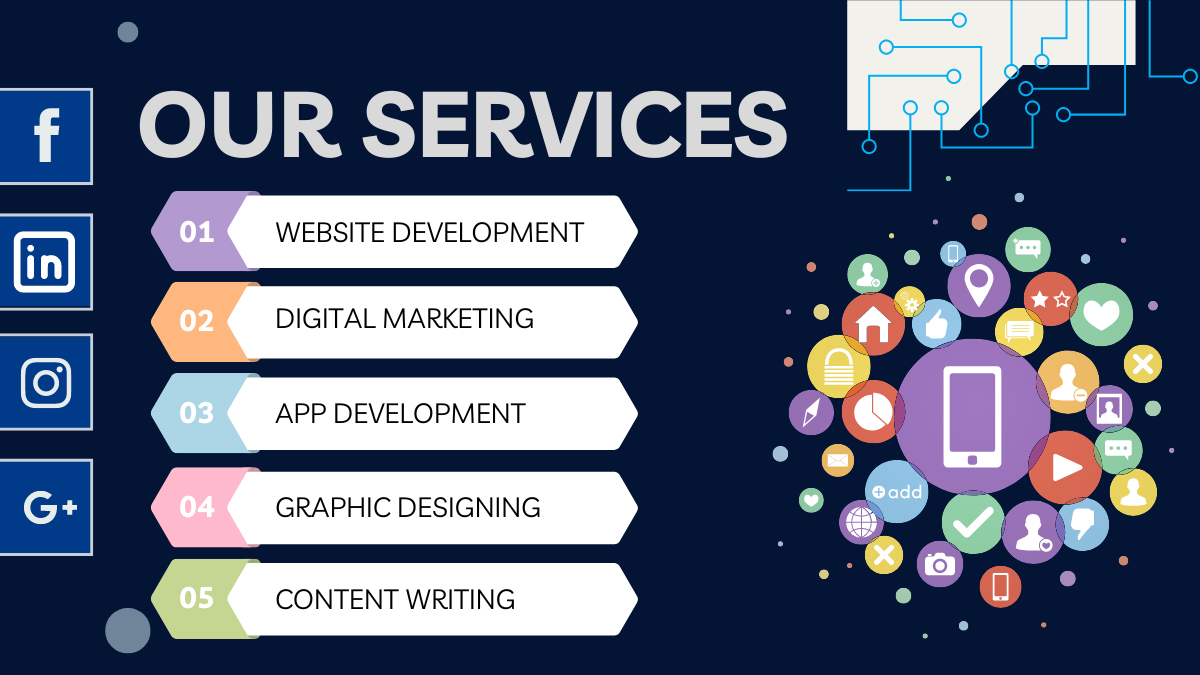 OUR SERVICES
01 WEBSITE DEVELOPMENT
02 DIGITAL MARKETING
03 APP DEVELOPMENT
04 GRAPHIC DESIGNING
05 CONTENT WRITING
f
in
G+
add